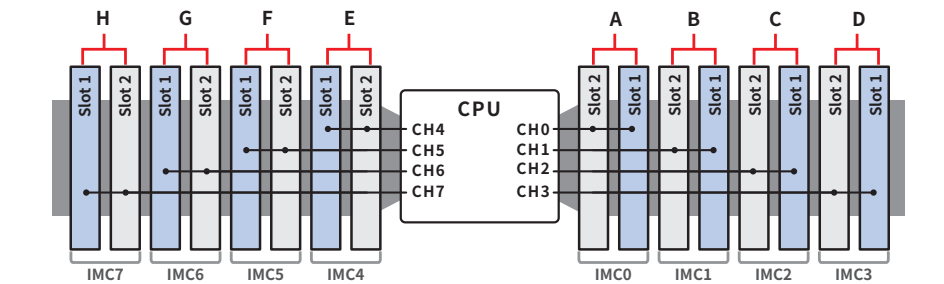 H G F E A B C D
Slot 1 Slot 2 Slot 1 Slot 2 Slot 1 Slot 2 Slot 1 Slot 2 Slot 2 Slot 1 Slot 2 Slot 1 Slot 2 Slot 1 Slot 2 Slot 1
CPU
CH4 CH0
CH5 CH1
CH6 CH2
CH7 CH3
IMC7 IMC6 IMC5 IMC4 IMC0 IMC1 IMC2 IMC3